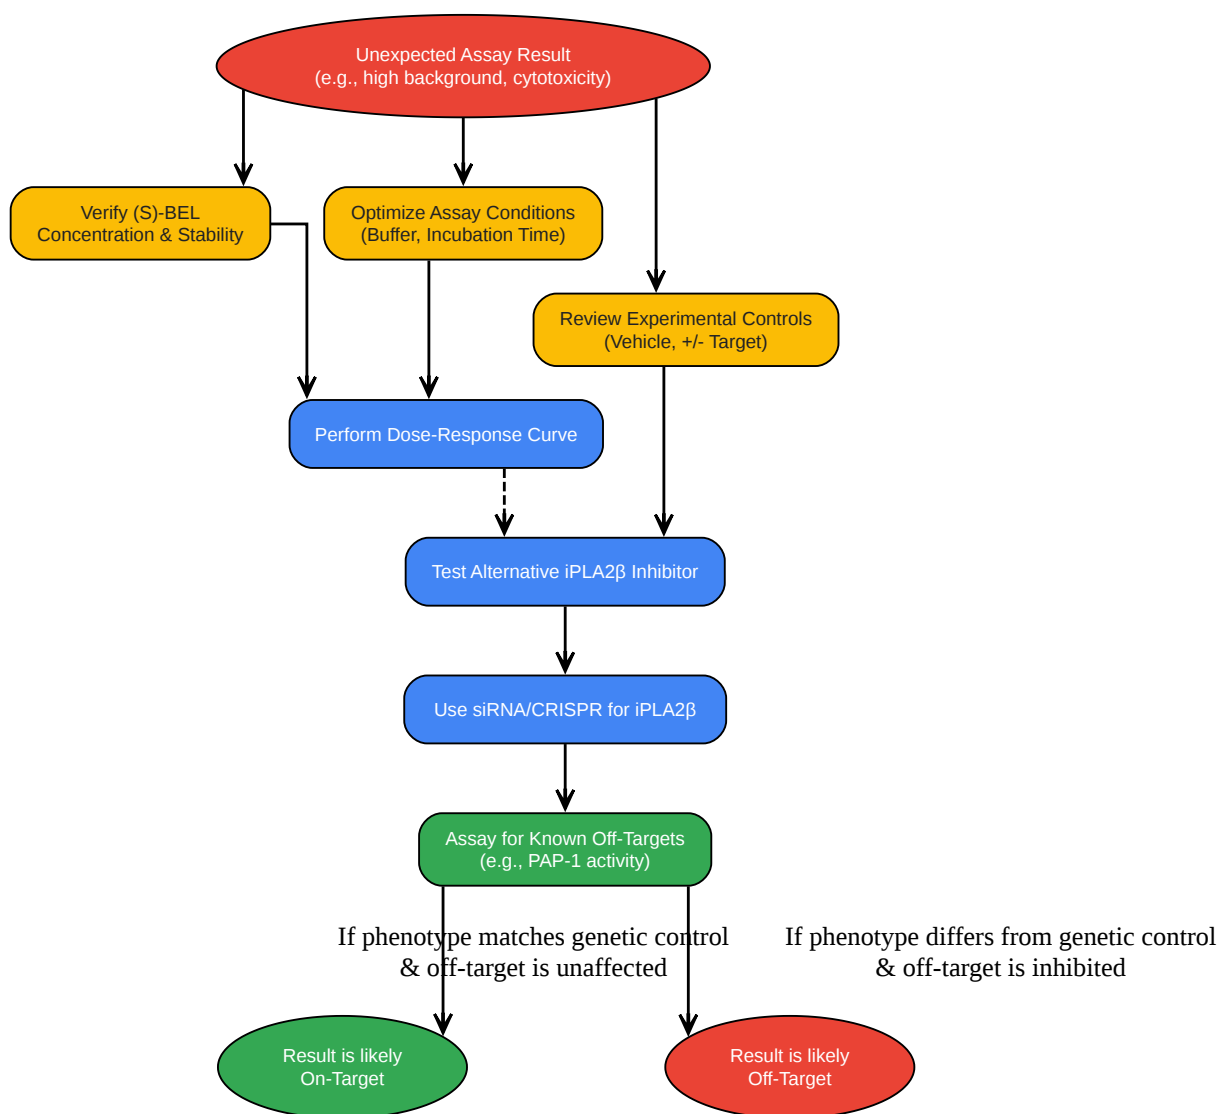 Unexpected Assay Result
(e.g., high background, cytotoxicity)
Verify (S)-BEL
Concentration & Stability
Optimize Assay Conditions
(Buffer, Incubation Time)
Review Experimental Controls
(Vehicle, +/- Target)
Perform Dose-Response Curve
Test Alternative iPLA2β Inhibitor
Use siRNA/CRISPR for iPLA2β
Assay for Known Off-Targets
(e.g., PAP-1 activity)
If phenotype matches genetic control
& off-target is unaffected
If phenotype differs from genetic control
& off-target is inhibited
Result is likely
On-Target
Result is likely
Off-Target